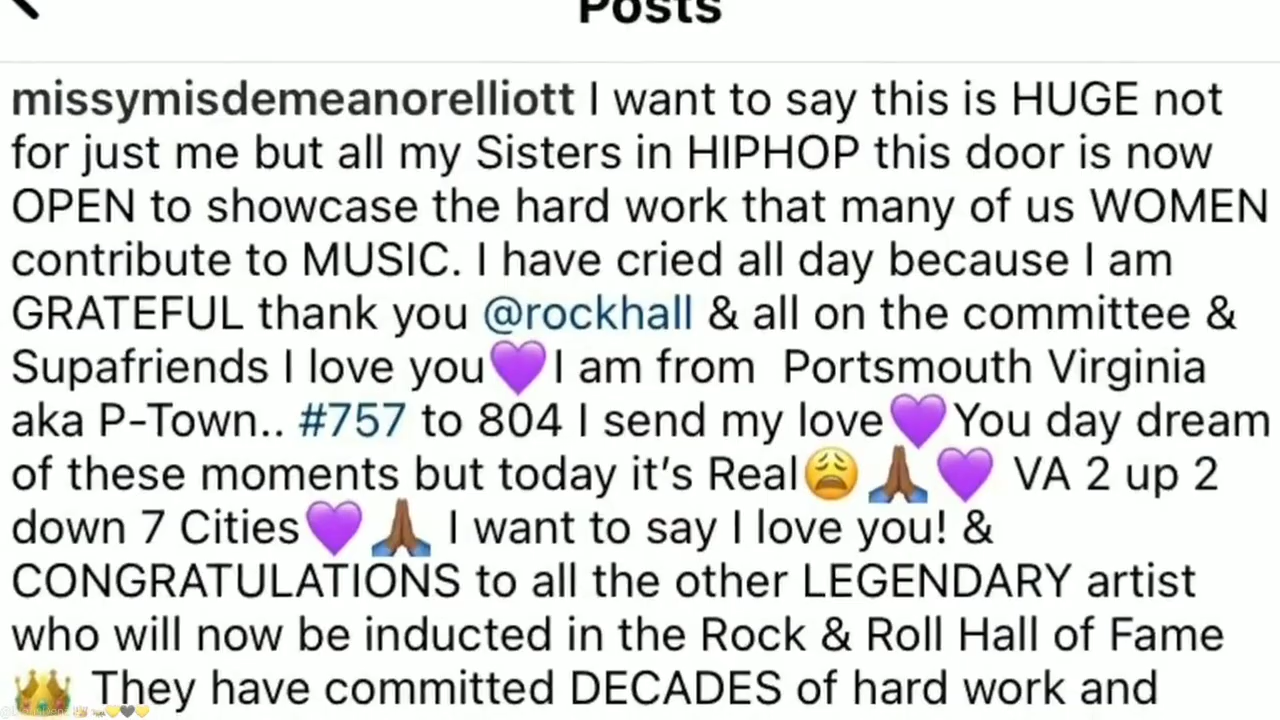 Posts
missymisdemeanorelliott I want to say this is HUGE not
for just me but all my Sisters in HIPHOP this door is now
OPEN to showcase the hard work that many of us WOMEN
contribute to MUSIC. I have cried all day because I am
GRATEFUL thank you @rockhall & all on the committee &
Supafriends I love you💜I am from  Portsmouth Virginia
aka P-Town.. #757 to 804 I send my love💜You day dream
of these moments but today it’s Real😩🙏🏾💜 VA 2 up 2
down 7 Cities💜🙏🏾 I want to say I love you! &
CONGRATULATIONS to all the other LEGENDARY artist
who will now be inducted in the Rock & Roll Hall of Fame
👑 They have committed DECADES of hard work and